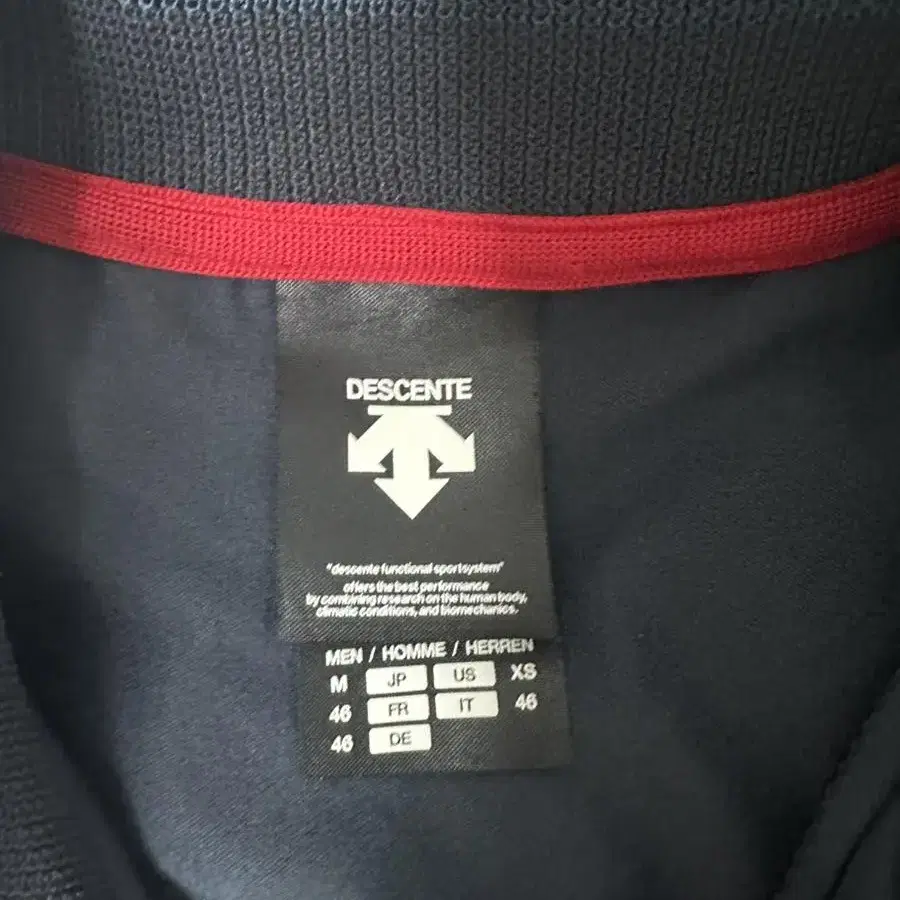 DESCENTE
"descente functional sportsystem"
offers the best performance
by combining research on the human body,
climatic conditions, and biomechanics.
MEN / HOMME / HERREN
M JP US XS
46 FR IT 46
46 DE